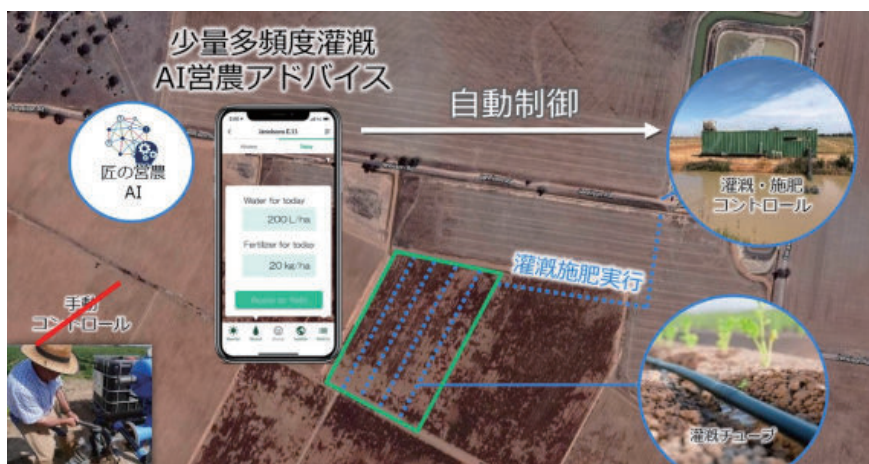 少量多頻度灌漑
AI営農アドバイス
自動制御
匠の営農
AI
Today
Water for today
200 L/ha
Fertilizer for today
20 kg/ha
灌漑・施肥
コントロール
灌漑施肥実行
手動
コントロール
灌漑チューブ